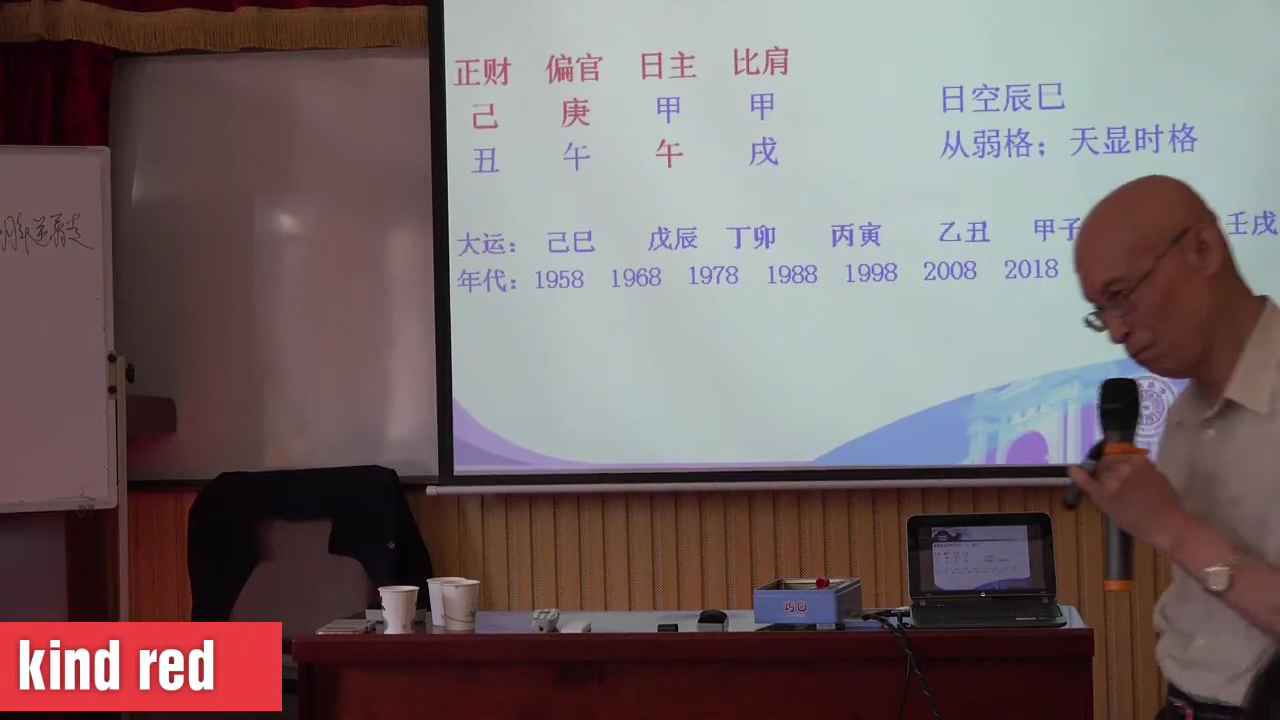 正财 偏官 日主 比肩
己 庚 甲 甲
丑 午 午 戌
日空辰巳
从弱格；天显时格
大运： 己巳 戊辰 丁卯 丙寅 乙丑 甲子 壬戌
年代：1958 1968 1978 1988 1998 2008 2018
巧口
kind red